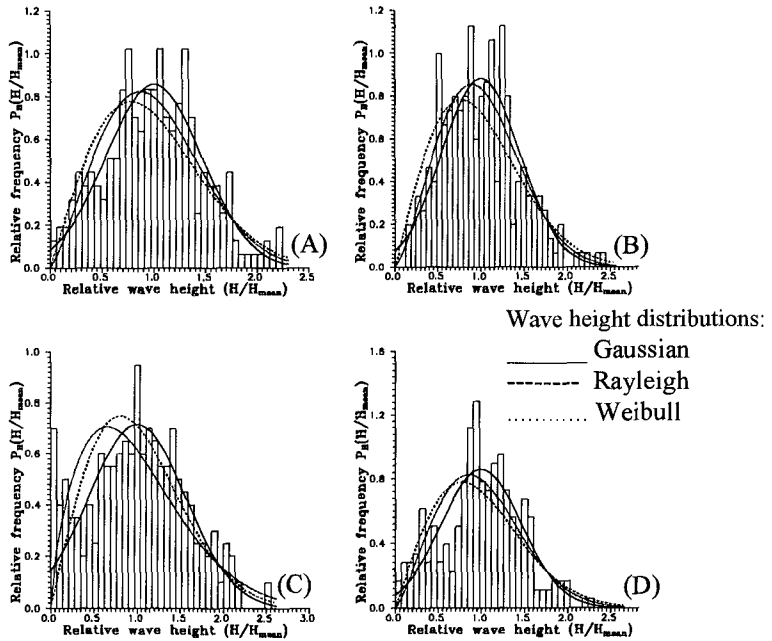 1.2
1.0
0.8
0.6
0.4
0.2
0.0
Relative frequency P_H(H/H_mean)
0.0 0.5 1.0 1.5 2.0 2.5
Relative wave height (H/H_mean)
(A)
1.2
1.0
0.8
0.6
0.4
0.2
0.0
Relative frequency P_H(H/H_mean)
0.0 0.5 1.0 1.5 2.0 2.5
Relative wave height (H/H_mean)
(B)
Wave height distributions:
Gaussian
Rayleigh
Weibull
1.0
0.8
0.6
0.4
0.2
0.0
Relative frequency P_H(H/H_mean)
0.0 0.5 1.0 1.5 2.0 2.5 3.0
Relative wave height (H/H_mean)
(C)
1.6
1.2
0.8
0.4
0.0
Relative frequency P_H(H/H_mean)
0.0 0.5 1.0 1.5 2.0 2.5
Relative wave height (H/H_mean)
(D)